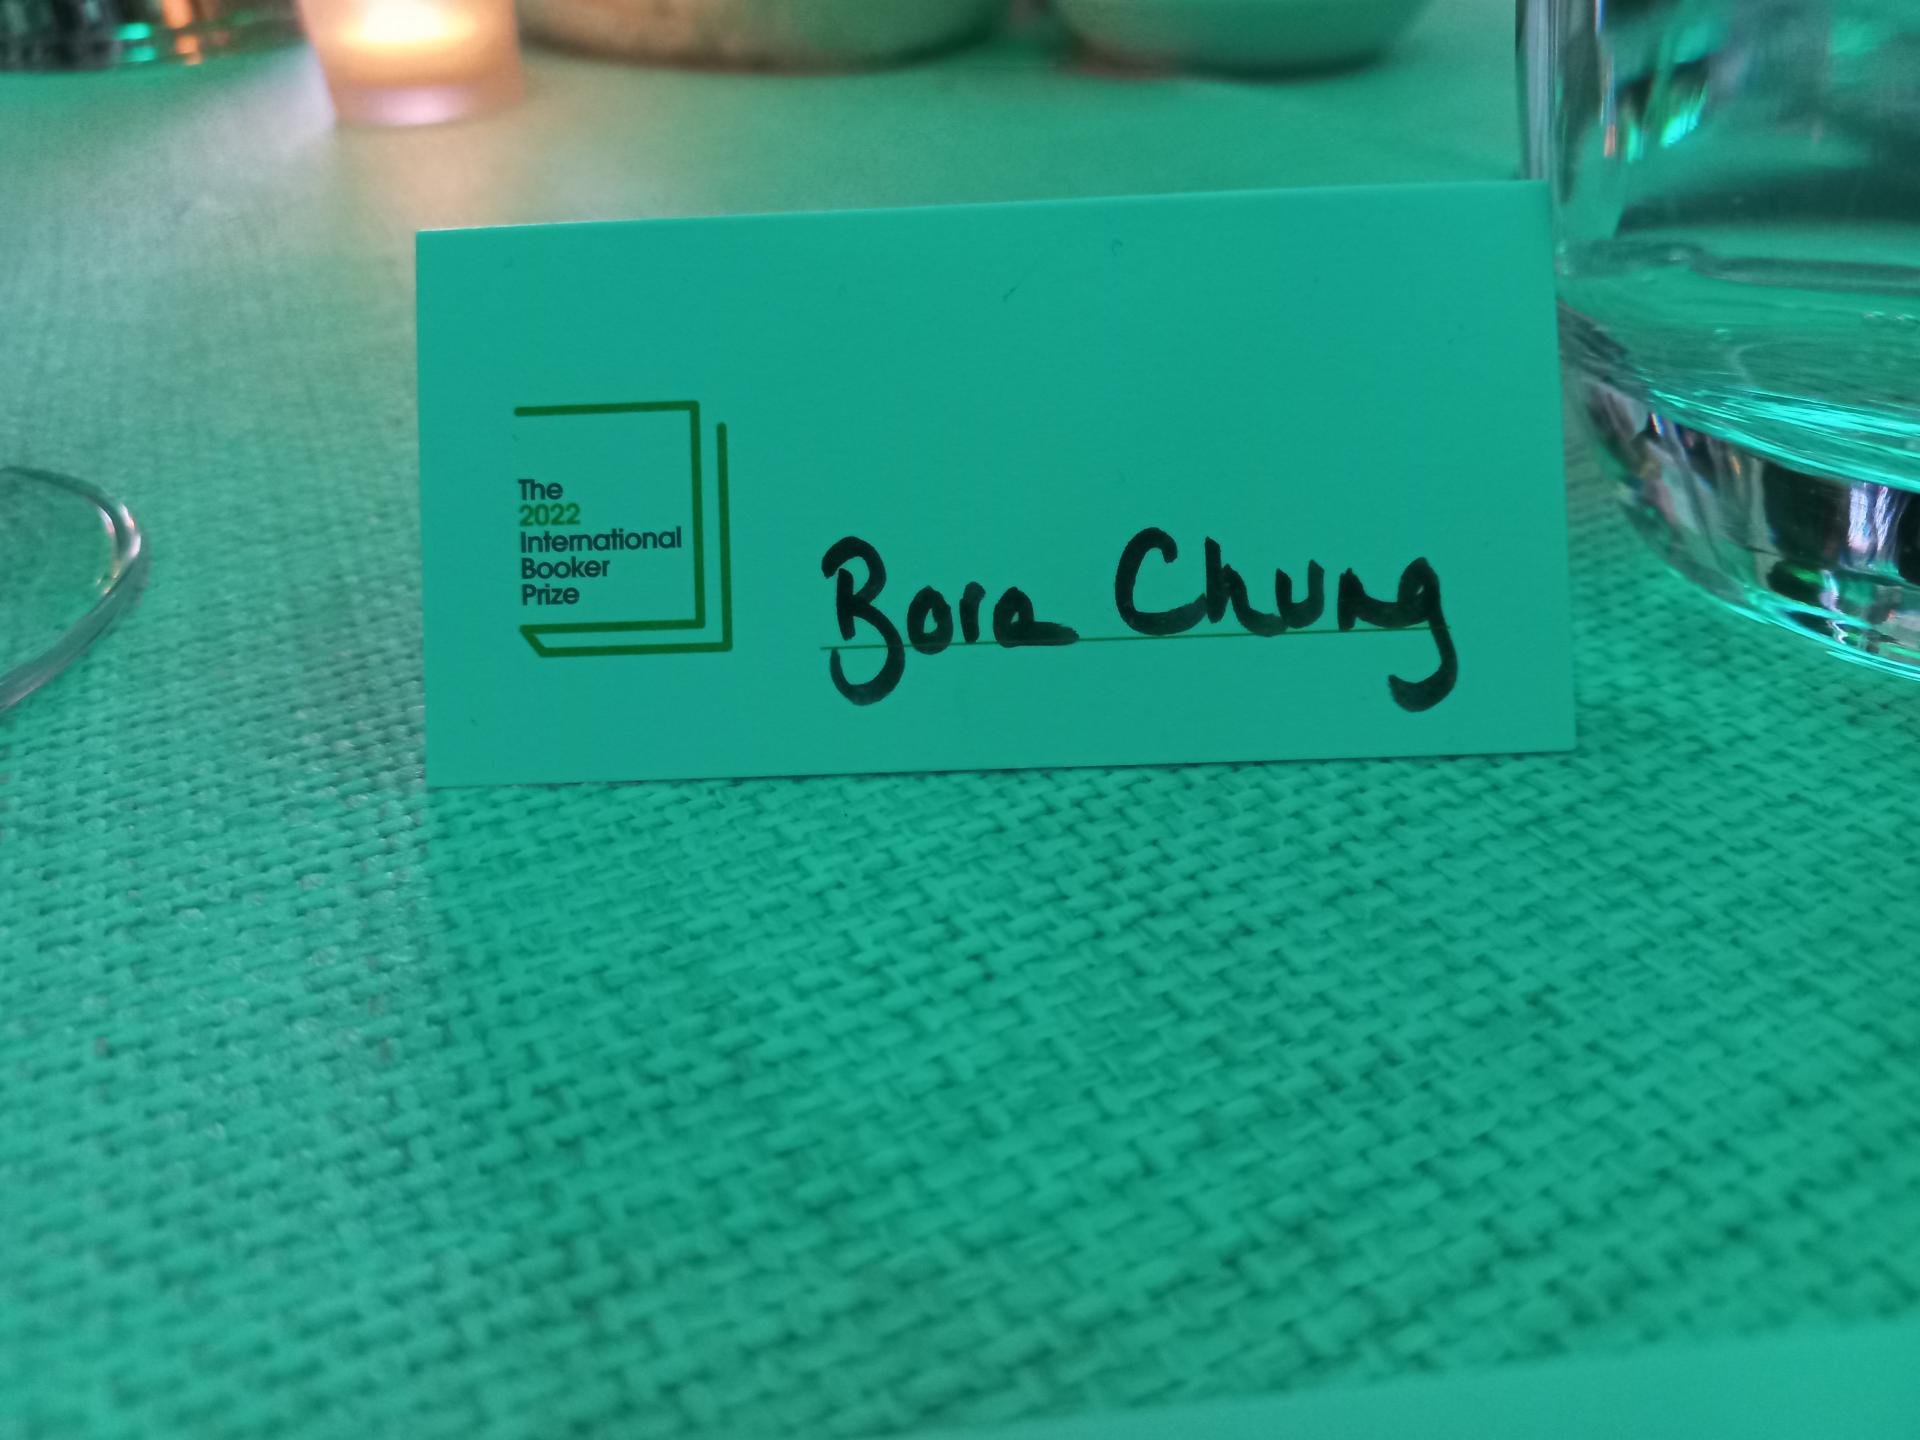 The
2022
International
Booker
Prize
Bora Chung